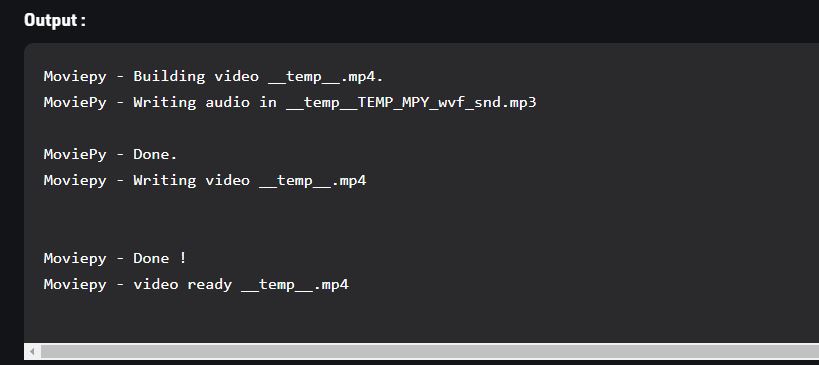 Output :
Moviepy - Building video __temp__.mp4.
MoviePy - Writing audio in __temp__TEMP_MPY_wvf_snd.mp3
MoviePy - Done.
Moviepy - Writing video __temp__.mp4
Moviepy - Done !
Moviepy - video ready __temp__.mp4